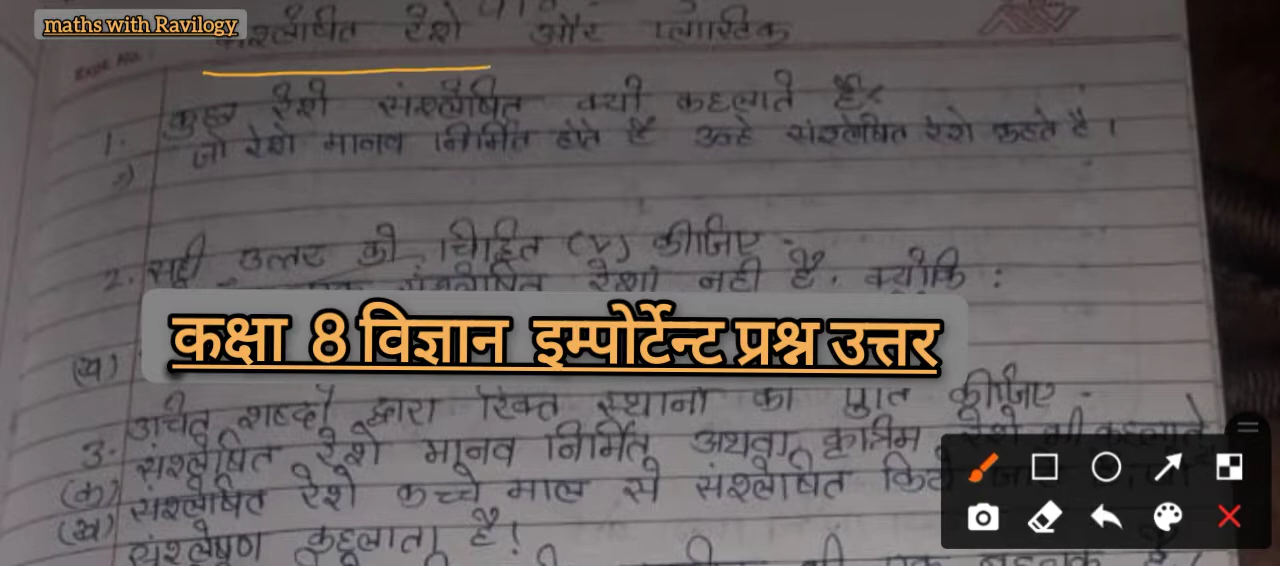 maths with Ravilogy
संश्लेषित रेशे और प्लास्टिक
1. कुछ रेशे संश्लेषित क्यों कहलाते हैं?
जो रेशे मानव निर्मित होते है उन्हे संश्लेषित रेशे कहते है ।
2. सही उत्तर को चिह्नित (√) कीजिए -
संश्लेषित रेशा नही है, क्योकि :
कक्षा 8 विज्ञान इम्पोर्टेन्ट प्रश्न उत्तर
(ख)
3. उचित शब्दों द्वारा रिक्त स्थानों की पूर्ति कीजिए -
(क) संश्लेषित रेशे मानव निर्मित अथवा कृत्रिम रेशे भी कहलाते
(ख) संश्लेषित रेशे कच्चे माल से संश्लेषित किये
संश्लेषण कहलाता है!